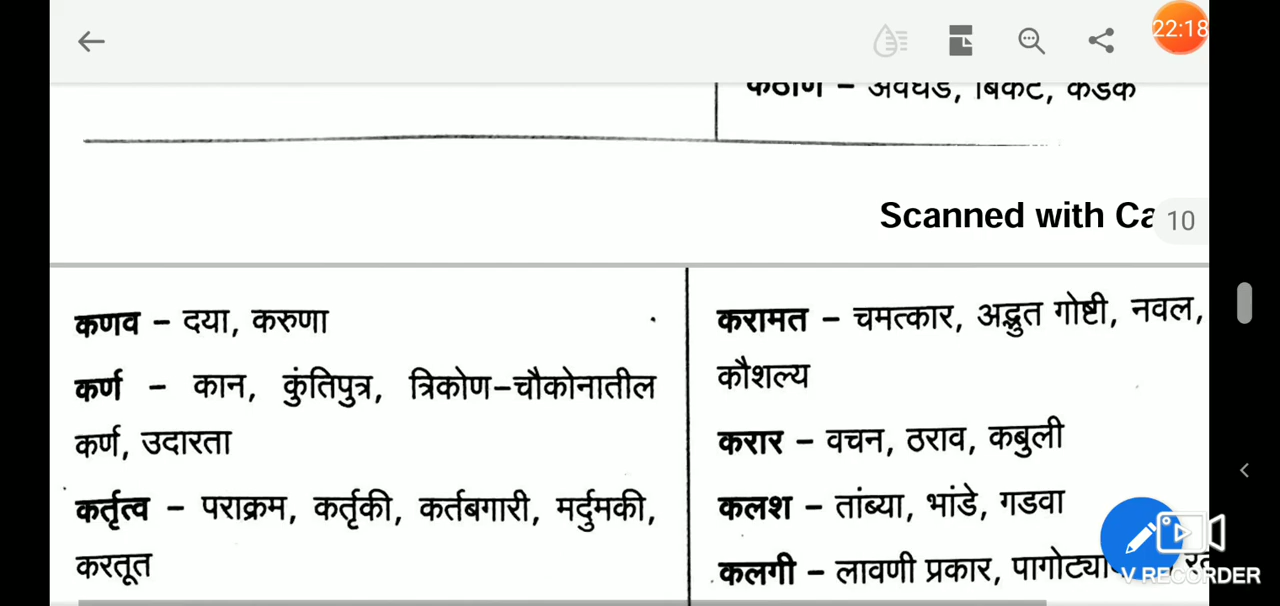 22:18
कठीण – अवघड, बिकट, कडक
Scanned with Ca
10
कणव – दया, करुणा
कर्ण – कान, कुंतिपुत्र, त्रिकोण–चौकोनातील
कर्ण, उदारता
कर्तृत्व – पराक्रम, कर्तृकी, कर्तबगारी, मर्दुमकी,
करतूत
करामत – चमत्कार, अद्भुत गोष्टी, नवल,
कौशल्य
करार – वचन, ठराव, कबुली
कलश – तांब्या, भांडे, गडवा
कलगी – लावणी प्रकार,
V RECORDER